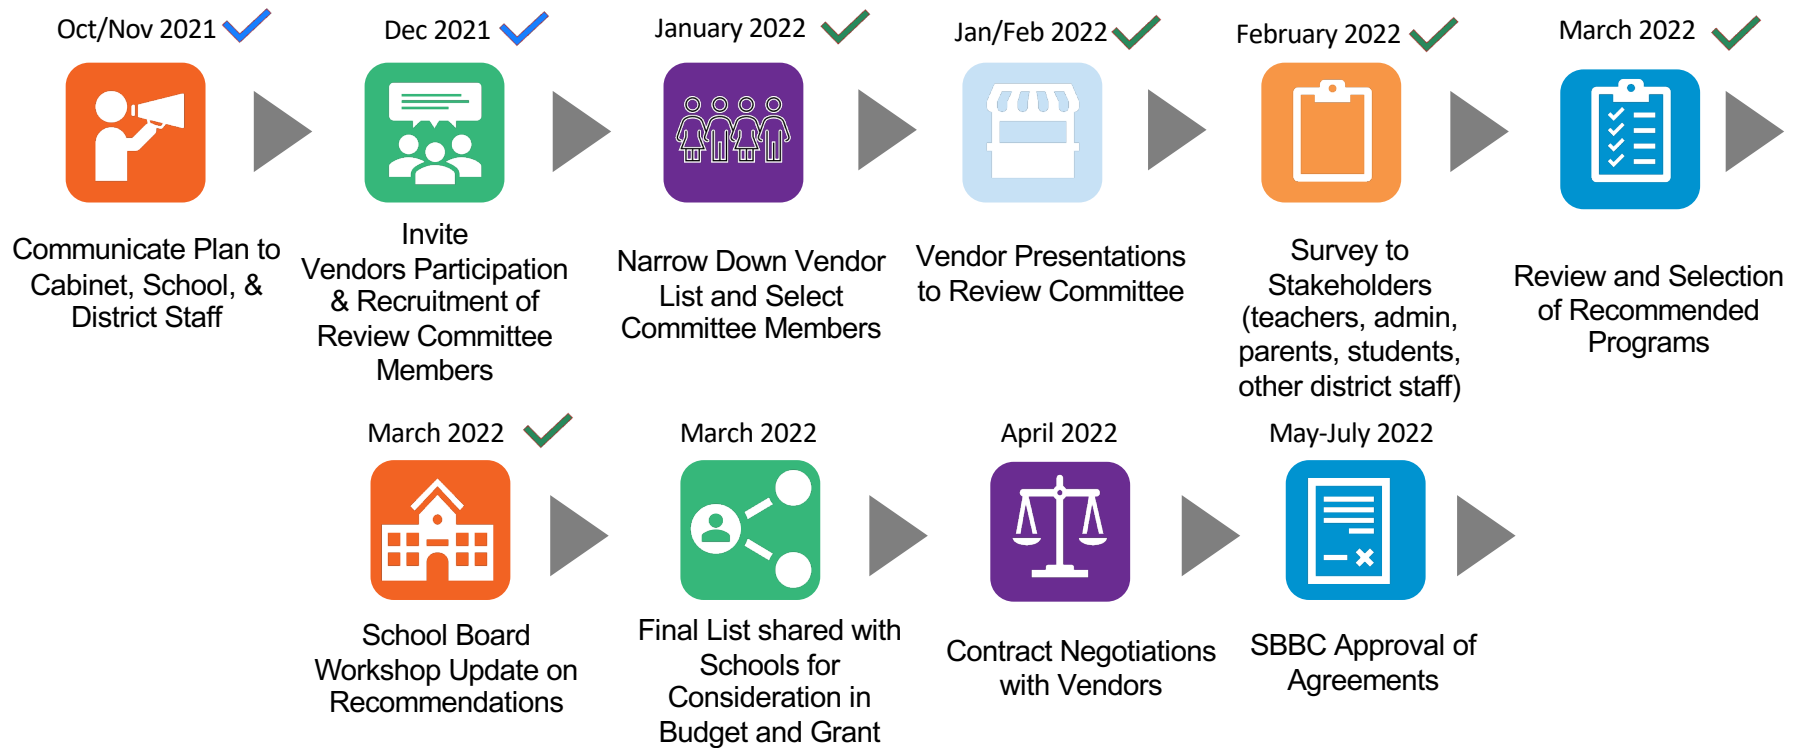 Oct/Nov 2021
Dec 2021
January 2022
Jan/Feb 2022
February 2022
March 2022
Communicate Plan to
Cabinet, School, &
District Staff
Invite
Vendors Participation
& Recruitment of
Review Committee
Members
Narrow Down Vendor
List and Select
Committee Members
Vendor Presentations
to Review Committee
Survey to
Stakeholders
(teachers, admin,
parents, students,
other district staff)
Review and Selection
of Recommended
Programs
March 2022
March 2022
April 2022
May-July 2022
School Board
Workshop Update on
Recommendations
Final List shared with
Schools for
Consideration in
Budget and Grant
Contract Negotiations
with Vendors
SBBC Approval of
Agreements